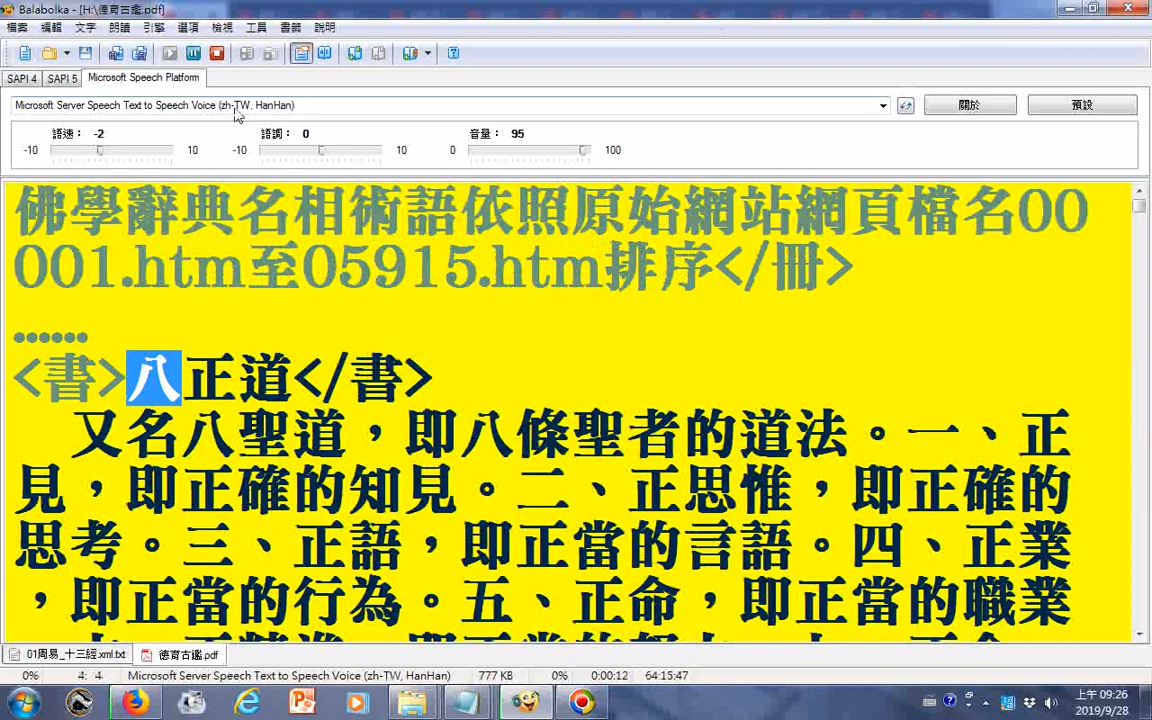 Balabolka - [H:\德育古鑑.pdf]
檔案 編輯 文字 朗讀 引擎 選項 檢視 工具 書籤 說明
SAPI 4 SAPI 5 Microsoft Speech Platform
Microsoft Server Speech Text to Speech Voice (zh-TW, HanHan) 關於 預設
語速： -2 語調： 0 音量： 95
-10 10 -10 10 0 100
佛學辭典名相術語依照原始網站網頁檔名00
001.htm至05915.htm排序</冊>
……
<書>八正道</書>
又名八聖道，即八條聖者的道法。一、正
見，即正確的知見。二、正思惟，即正確的
思考。三、正語，即正當的言語。四、正業
，即正當的行為。五、正命，即正當的職業
01周易_十三經.xml.txt 德育古鑑.pdf
0% 4: 4 Microsoft Server Speech Text to Speech Voice (zh-TW, HanHan) 777 KB 0% 0:00:12 64:15:47
上午 09:26
2019/9/28